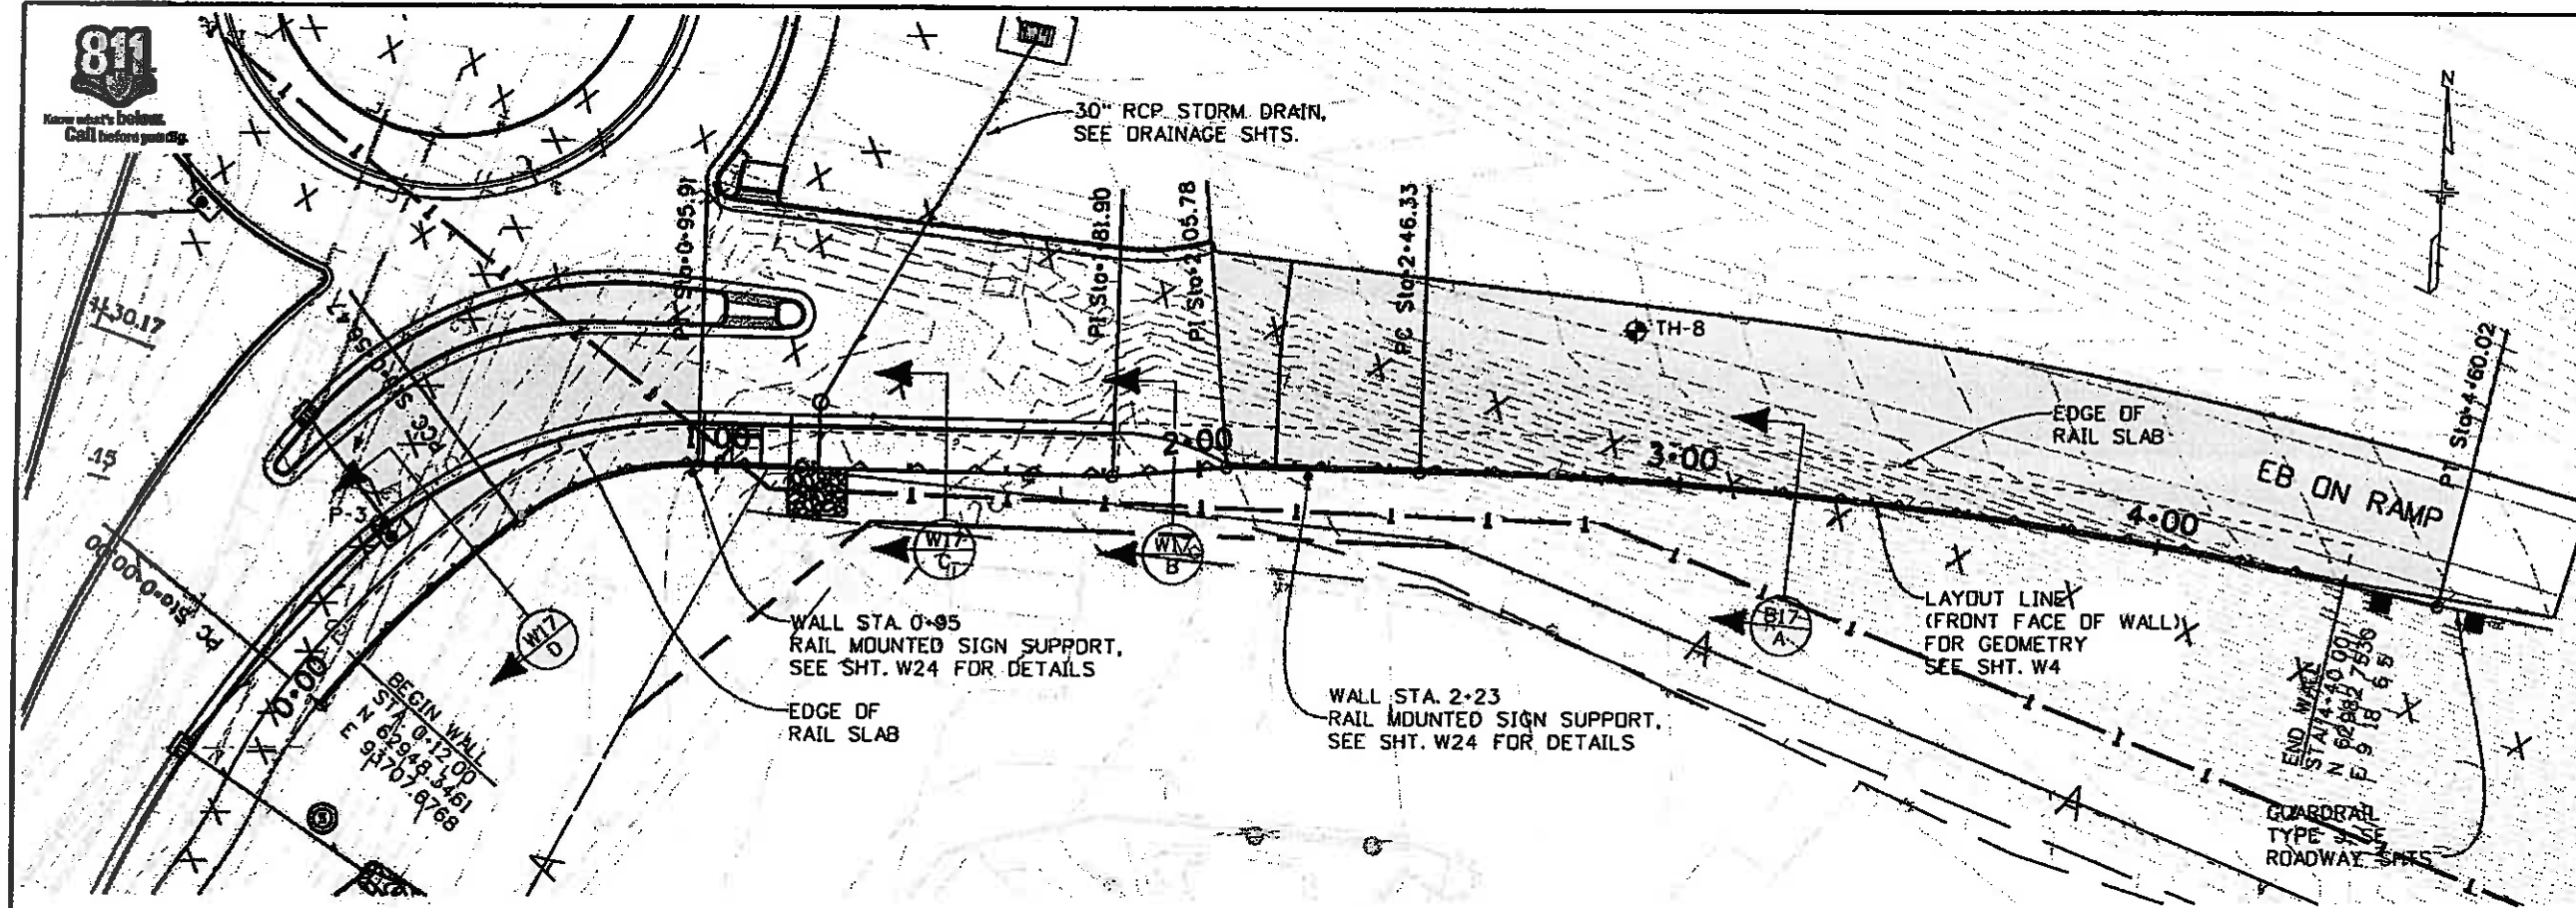 811
Know what's below.
Call before you dig.
30" RCP STORM DRAIN,
SEE DRAINAGE SHTS.
N
PI Sta 0+95.91
PI Sta 1+81.90
PI Sta 2+05.78
PC Sta 2+46.33
PT Sta 4+60.02
TH-8
EDGE OF
RAIL SLAB
EB ON RAMP
1+00
2+00
3+00
4+00
30.17
.15
PCC Sta 0+56.47
P-3
PC Sta 0+00.00
0+00
W17
C
W17
B
B17
A
W17
D
WALL STA. 0+95
RAIL MOUNTED SIGN SUPPORT,
SEE SHT. W24 FOR DETAILS
EDGE OF
RAIL SLAB
BEGIN WALL
STA. 0+12.00
N 62948.3461
E 93707.6768
WALL STA. 2+23
RAIL MOUNTED SIGN SUPPORT,
SEE SHT. W24 FOR DETAILS
LAYOUT LINE
(FRONT FACE OF WALL)
FOR GEOMETRY
SEE SHT. W4
END WALL
STA. 4+40.00
N 62982.7536
GUARDRAIL
TYPE
ROADWAY SHTS
A
A
A